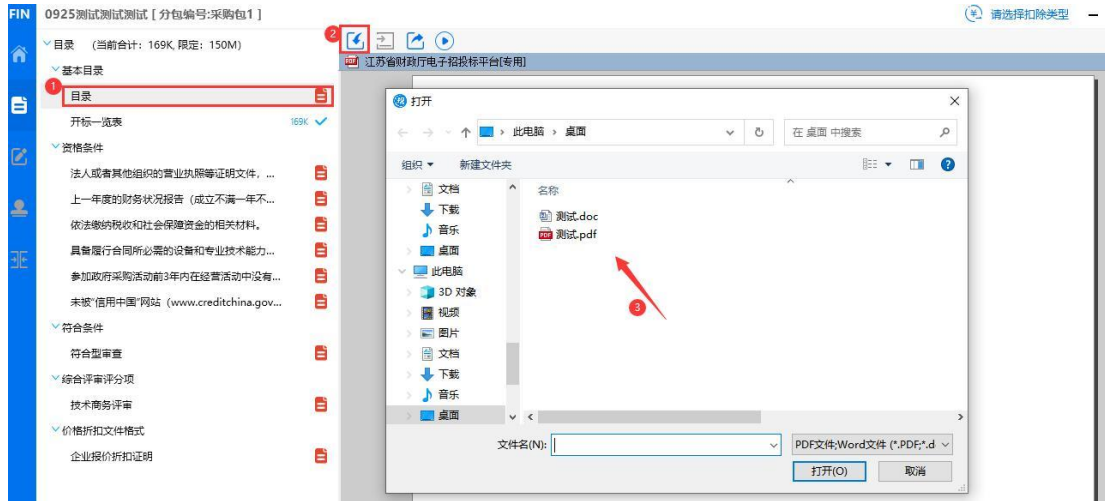 FIN 0925测试测试测试 [ 分包编号:采购包1 ] 请选择扣除类型
目录 (当前合计: 169K, 限定: 150M)
基本目录
1
目录
开标一览表 169K
资格条件
法人或者其他组织的营业执照等证明文件, ...
上一年度的财务状况报告 (成立不满一年不...
依法缴纳税收和社会保障资金的相关材料。
具备履行合同所必需的设备和专业技术能力...
参加政府采购活动前3年内在经营活动中没有...
未被"信用中国"网站 (www.creditchina.gov...
符合条件
符合型审查
综合评审评分项
技术商务评审
价格折扣文件格式
企业报价折扣证明
2
江苏省财政厅电子招投标平台[专用]
打开
此电脑 › 桌面
在 桌面 中搜索
组织 新建文件夹
文档
下载
音乐
桌面
此电脑
3D 对象
视频
图片
文档
下载
音乐
桌面
名称
测试.doc
测试.pdf
3
文件名(N): PDF文件;Word文件 (*.PDF;*.d
打开(O) 取消